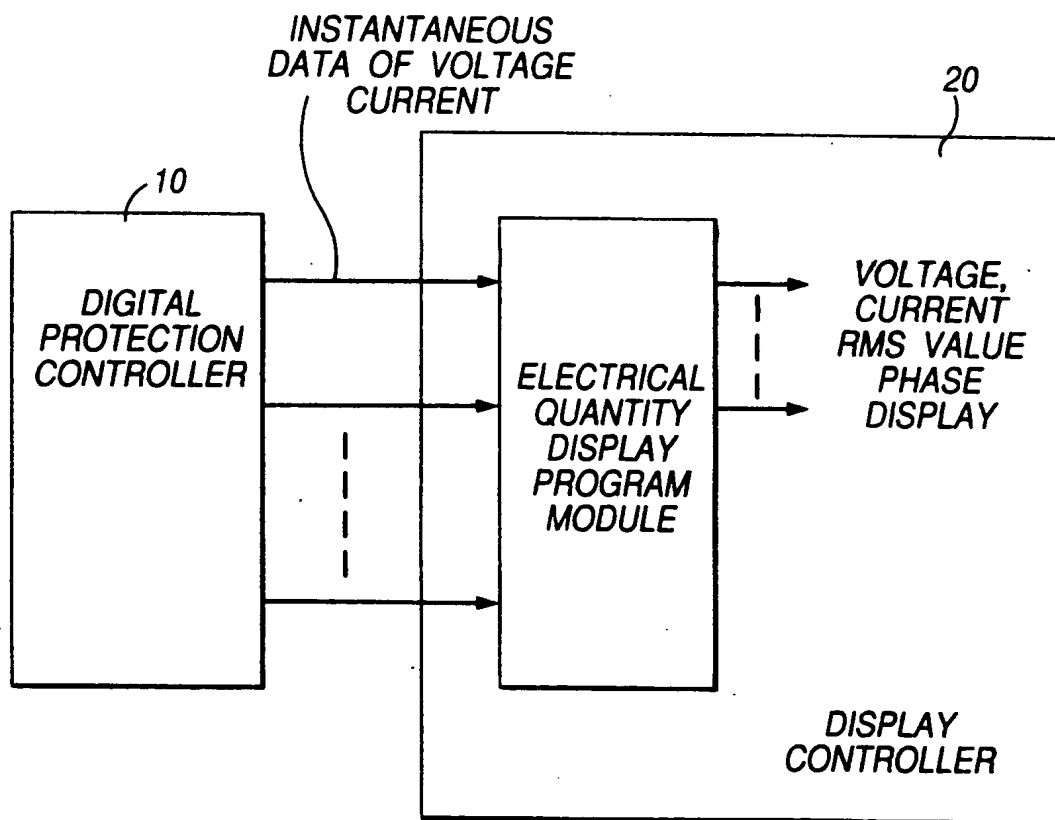 INSTANTANEOUS
DATA OF VOLTAGE
CURRENT
20
10
DIGITAL
PROTECTION
CONTROLLER
ELECTRICAL
QUANTITY
DISPLAY
PROGRAM
MODULE
VOLTAGE,
CURRENT
RMS VALUE
PHASE
DISPLAY
DISPLAY
CONTROLLER